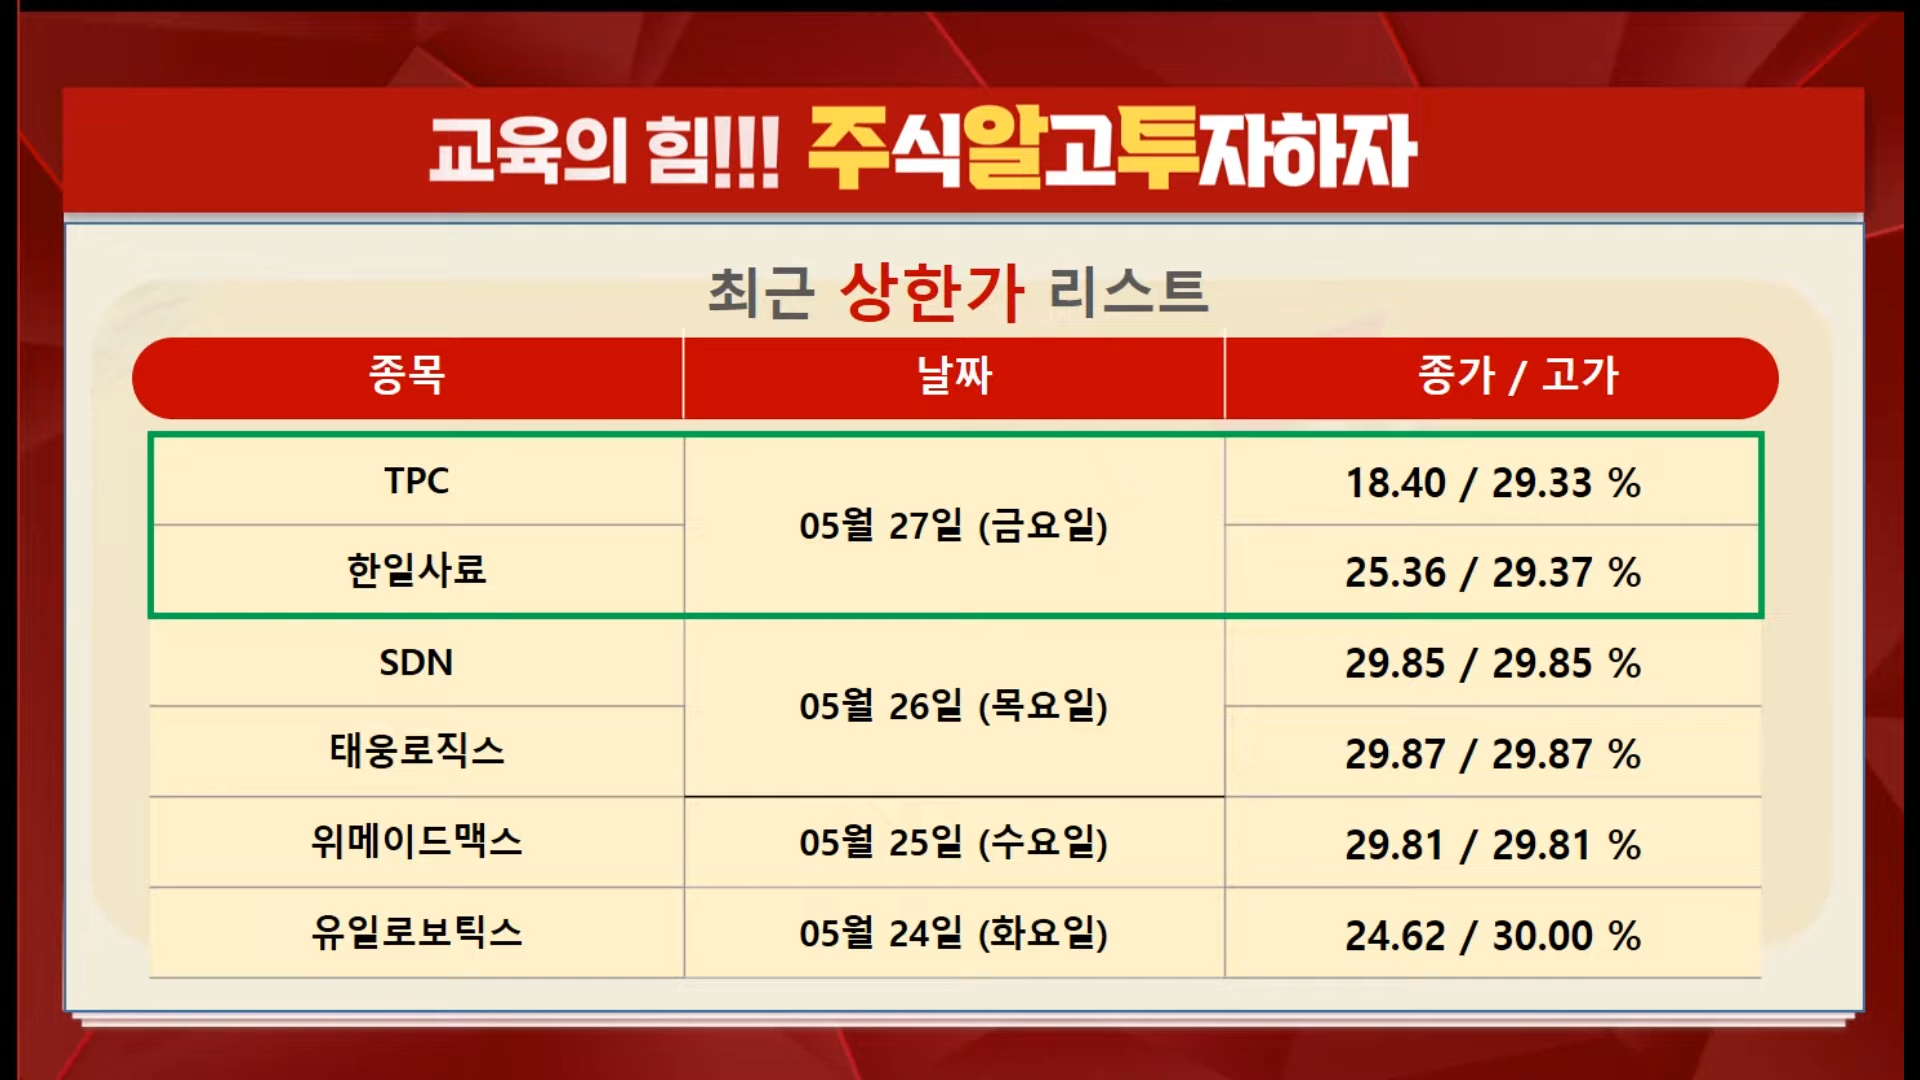 교육의 힘!!! 주식알고투자하자
최근 상한가 리스트
종목 날짜 종가 / 고가
TPC 05월 27일 (금요일) 18.40 / 29.33 %
한일사료 25.36 / 29.37 %
SDN 05월 26일 (목요일) 29.85 / 29.85 %
태웅로직스 29.87 / 29.87 %
위메이드맥스 05월 25일 (수요일) 29.81 / 29.81 %
유일로보틱스 05월 24일 (화요일) 24.62 / 30.00 %